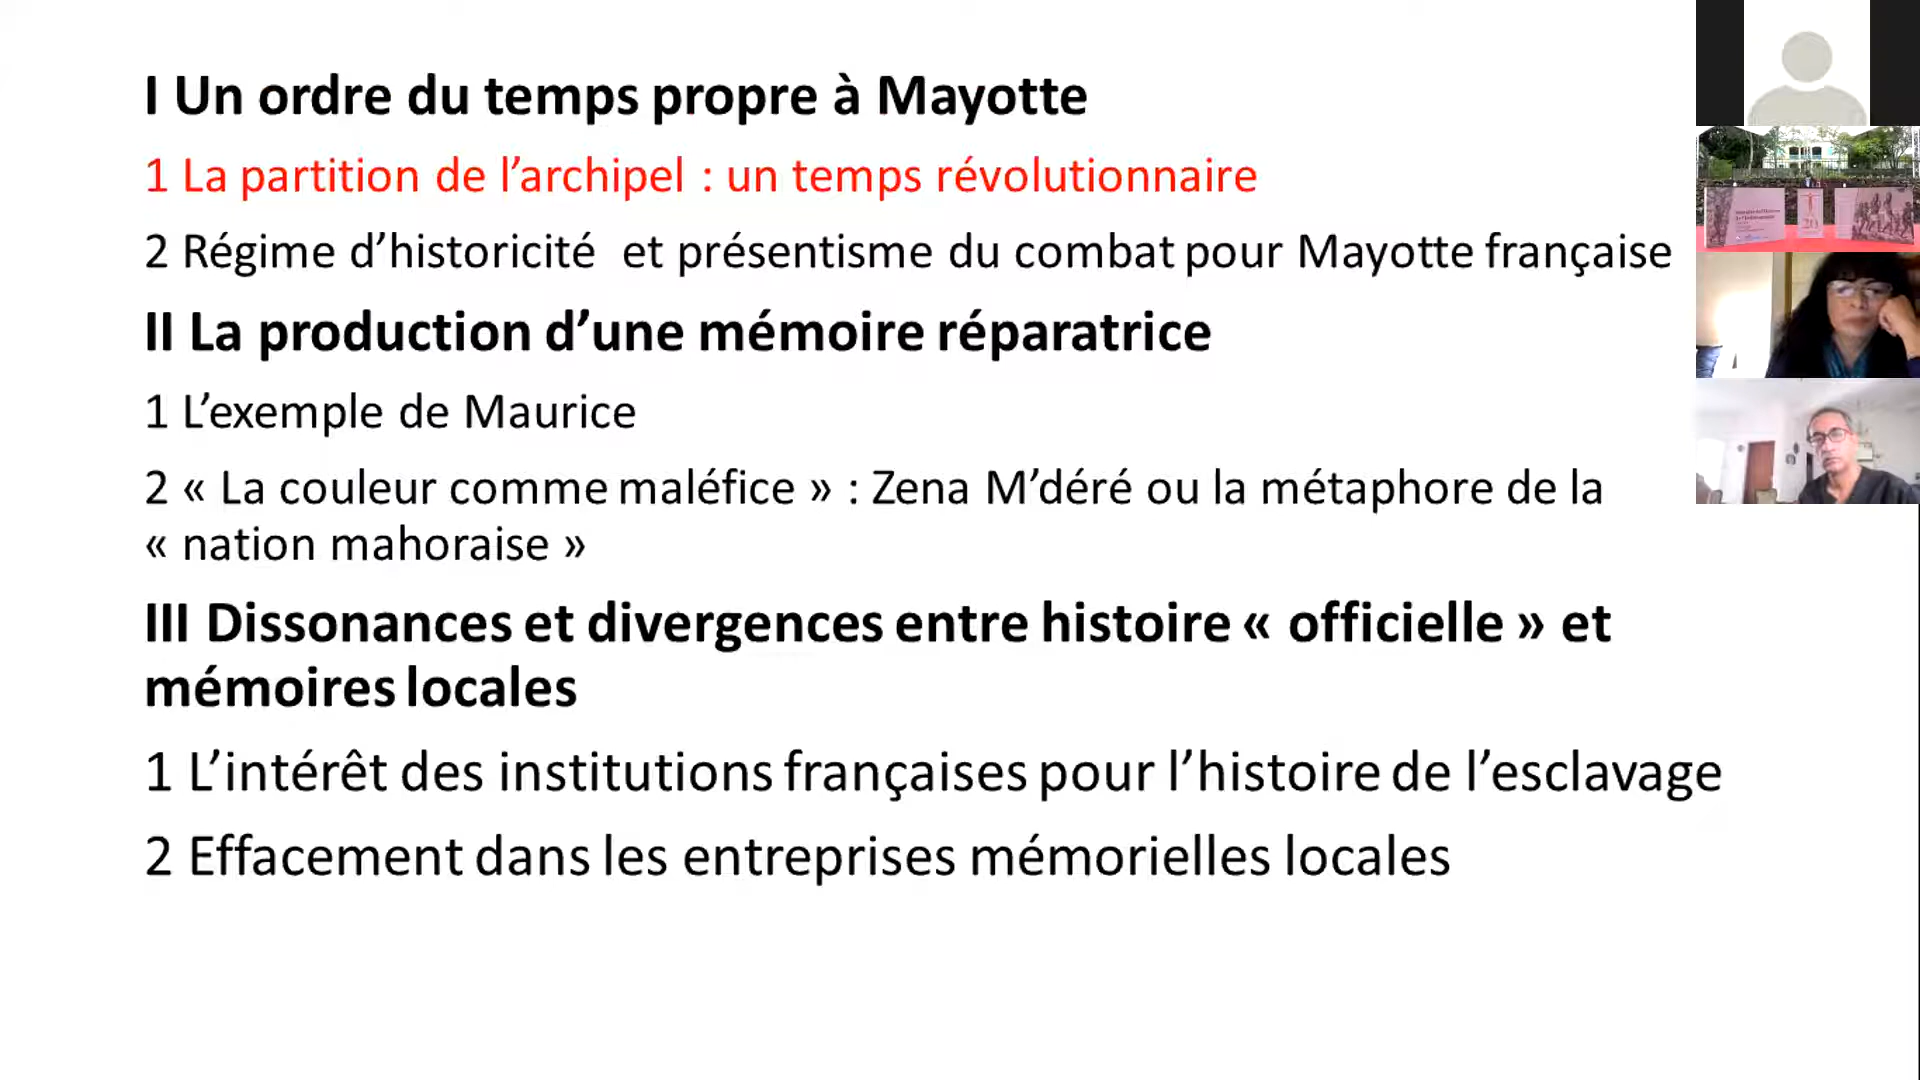 I Un ordre du temps propre à Mayotte
1 La partition de l’archipel : un temps révolutionnaire
2 Régime d’historicité et présentisme du combat pour Mayotte française
II La production d’une mémoire réparatrice
1 L’exemple de Maurice
2 « La couleur comme maléfice » : Zena M’déré ou la métaphore de la
« nation mahoraise »
III Dissonances et divergences entre histoire « officielle » et
mémoires locales
1 L’intérêt des institutions françaises pour l’histoire de l’esclavage
2 Effacement dans les entreprises mémorielles locales